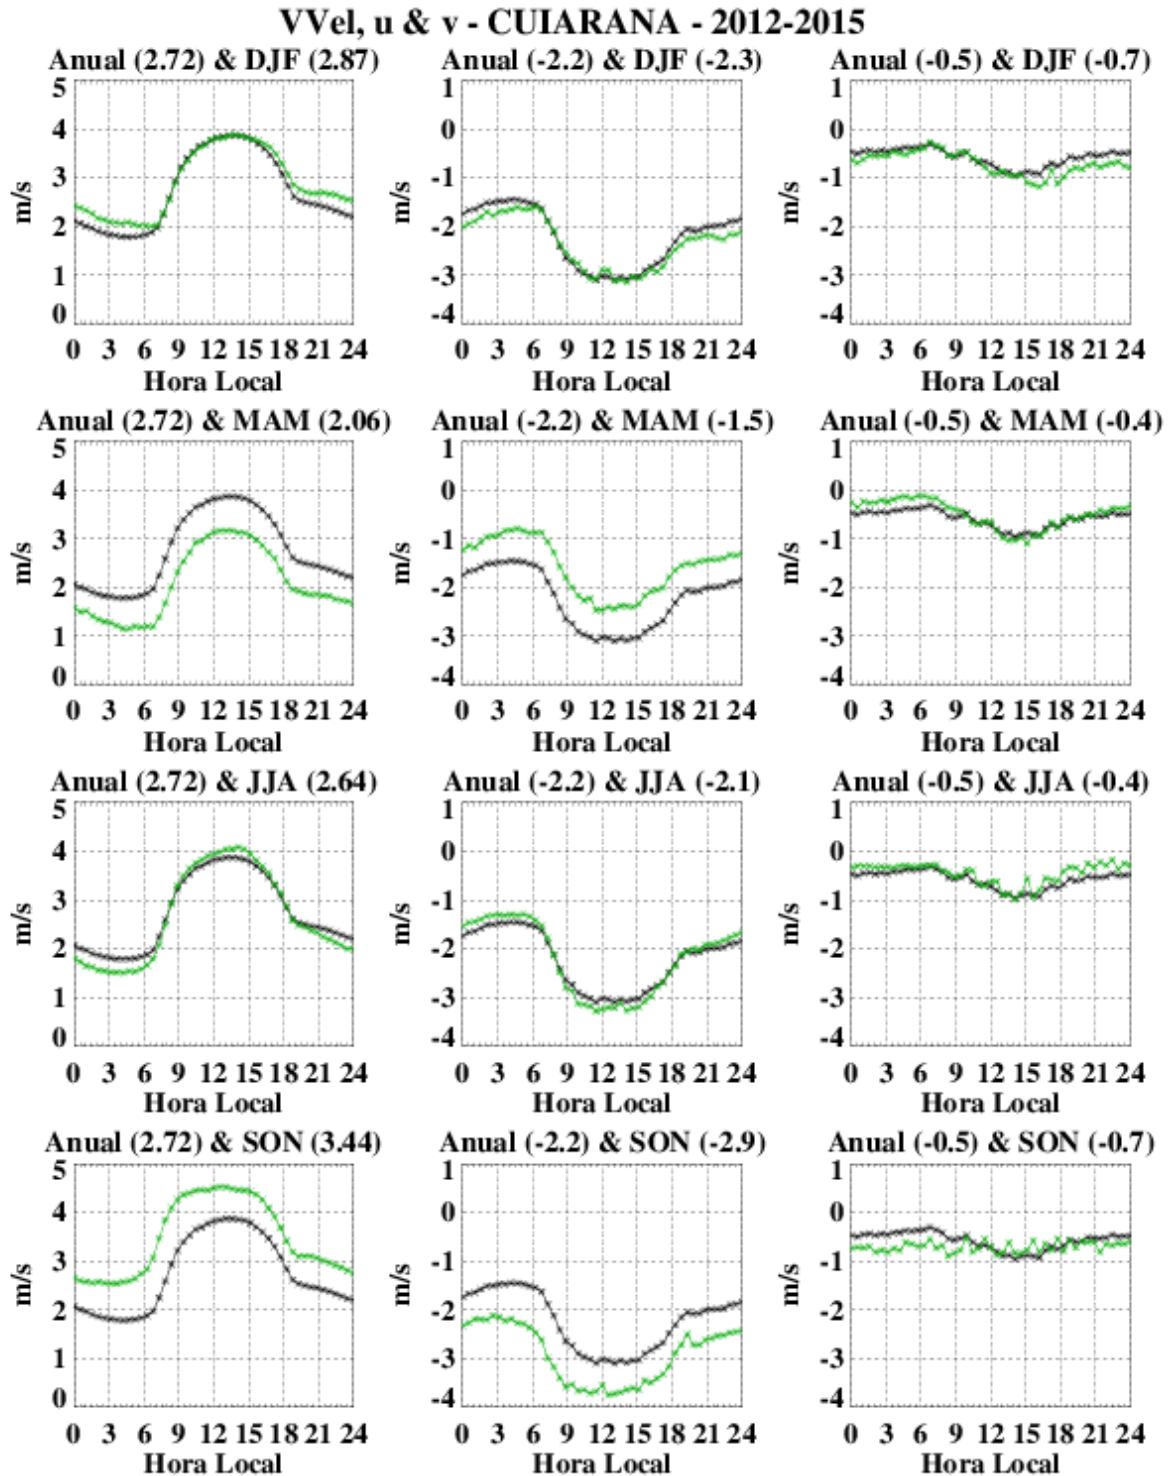 VVel, u & v - CUIARANA - 2012-2015
Anual (2.72) & DJF (2.87)
Anual (-2.2) & DJF (-2.3)
Anual (-0.5) & DJF (-0.7)
5
4
3
2
1
0
m/s
0 3 6 9 12 15 18 21 24
Hora Local
1
0
-1
-2
-3
-4
m/s
0 3 6 9 12 15 18 21 24
Hora Local
1
0
-1
-2
-3
-4
m/s
0 3 6 9 12 15 18 21 24
Hora Local
Anual (2.72) & MAM (2.06)
Anual (-2.2) & MAM (-1.5)
Anual (-0.5) & MAM (-0.4)
5
4
3
2
1
0
m/s
0 3 6 9 12 15 18 21 24
Hora Local
1
0
-1
-2
-3
-4
m/s
0 3 6 9 12 15 18 21 24
Hora Local
1
0
-1
-2
-3
-4
m/s
0 3 6 9 12 15 18 21 24
Hora Local
Anual (2.72) & JJA (2.64)
Anual (-2.2) & JJA (-2.1)
Anual (-0.5) & JJA (-0.4)
5
4
3
2
1
0
m/s
0 3 6 9 12 15 18 21 24
Hora Local
1
0
-1
-2
-3
-4
m/s
0 3 6 9 12 15 18 21 24
Hora Local
1
0
-1
-2
-3
-4
m/s
0 3 6 9 12 15 18 21 24
Hora Local
Anual (2.72) & SON (3.44)
Anual (-2.2) & SON (-2.9)
Anual (-0.5) & SON (-0.7)
5
4
3
2
1
0
m/s
0 3 6 9 12 15 18 21 24
Hora Local
1
0
-1
-2
-3
-4
m/s
0 3 6 9 12 15 18 21 24
Hora Local
1
0
-1
-2
-3
-4
m/s
0 3 6 9 12 15 18 21 24
Hora Local